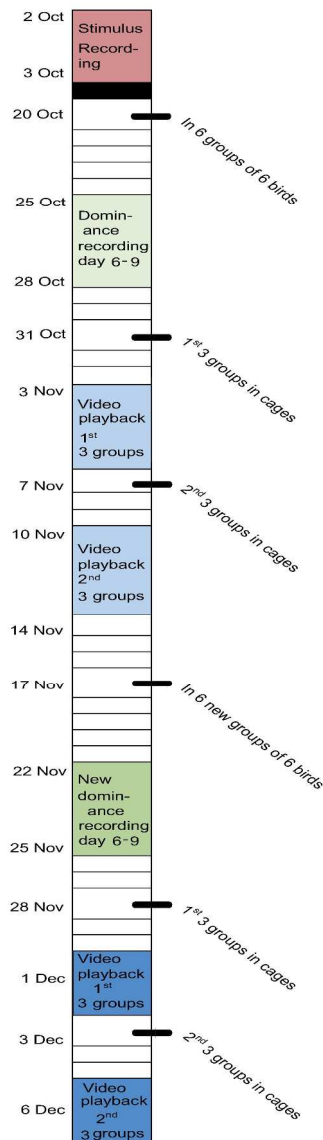 2 Oct
Stimulus
Record-
ing
3 Oct
20 Oct
In 6 groups of 6 birds
25 Oct
Domin-
ance
recording
day 6-9
28 Oct
31 Oct
1st 3 groups in cages
3 Nov
Video
playback
1st
3 groups
7 Nov
2nd 3 groups in cages
10 Nov
Video
playback
2nd
3 groups
14 Nov
17 Nov
In 6 new groups of 6 birds
22 Nov
New
domin-
ance
recording
day 6-9
25 Nov
28 Nov
1st 3 groups in cages
Video
playback
1st
3 groups
1 Dec
3 Dec
2nd 3 groups in cages
Video
playback
2nd
3 groups
6 Dec